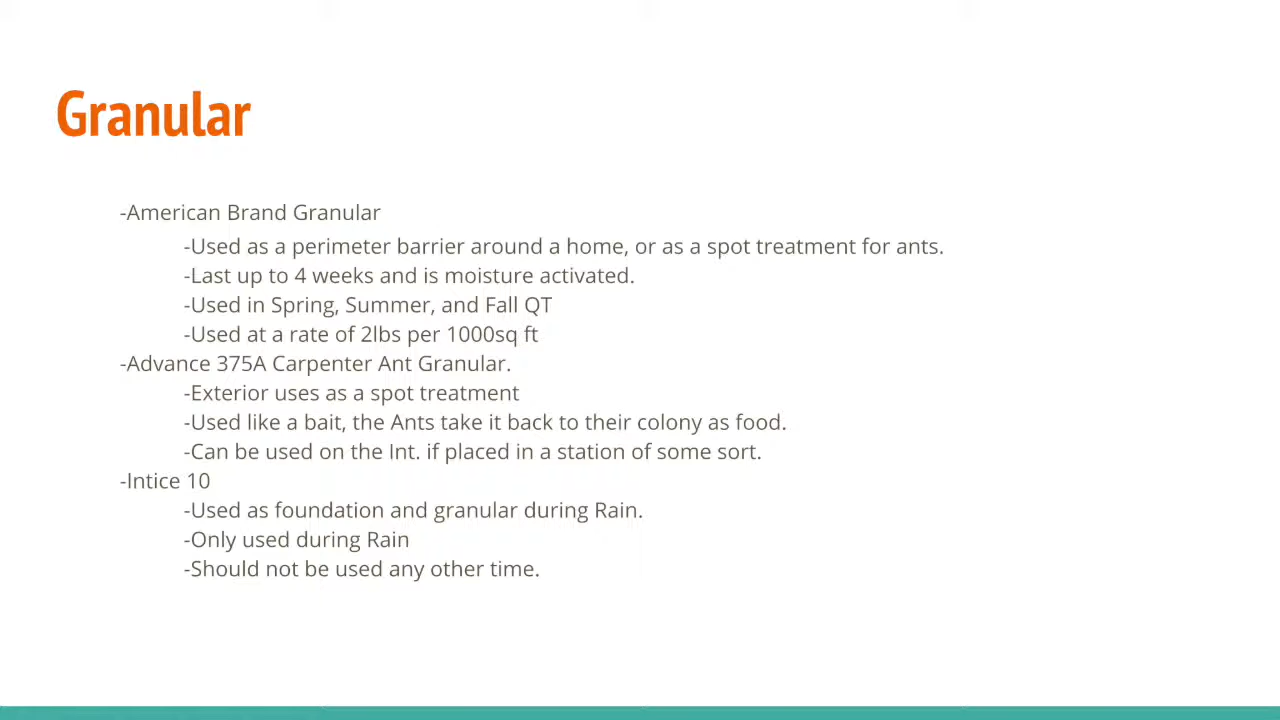 Granular
-American Brand Granular
-Used as a perimeter barrier around a home, or as a spot treatment for ants.
-Last up to 4 weeks and is moisture activated.
-Used in Spring, Summer, and Fall QT
-Used at a rate of 2lbs per 1000sq ft
-Advance 375A Carpenter Ant Granular.
-Exterior uses as a spot treatment
-Used like a bait, the Ants take it back to their colony as food.
-Can be used on the Int. if placed in a station of some sort.
-Intice 10
-Used as foundation and granular during Rain.
-Only used during Rain
-Should not be used any other time.